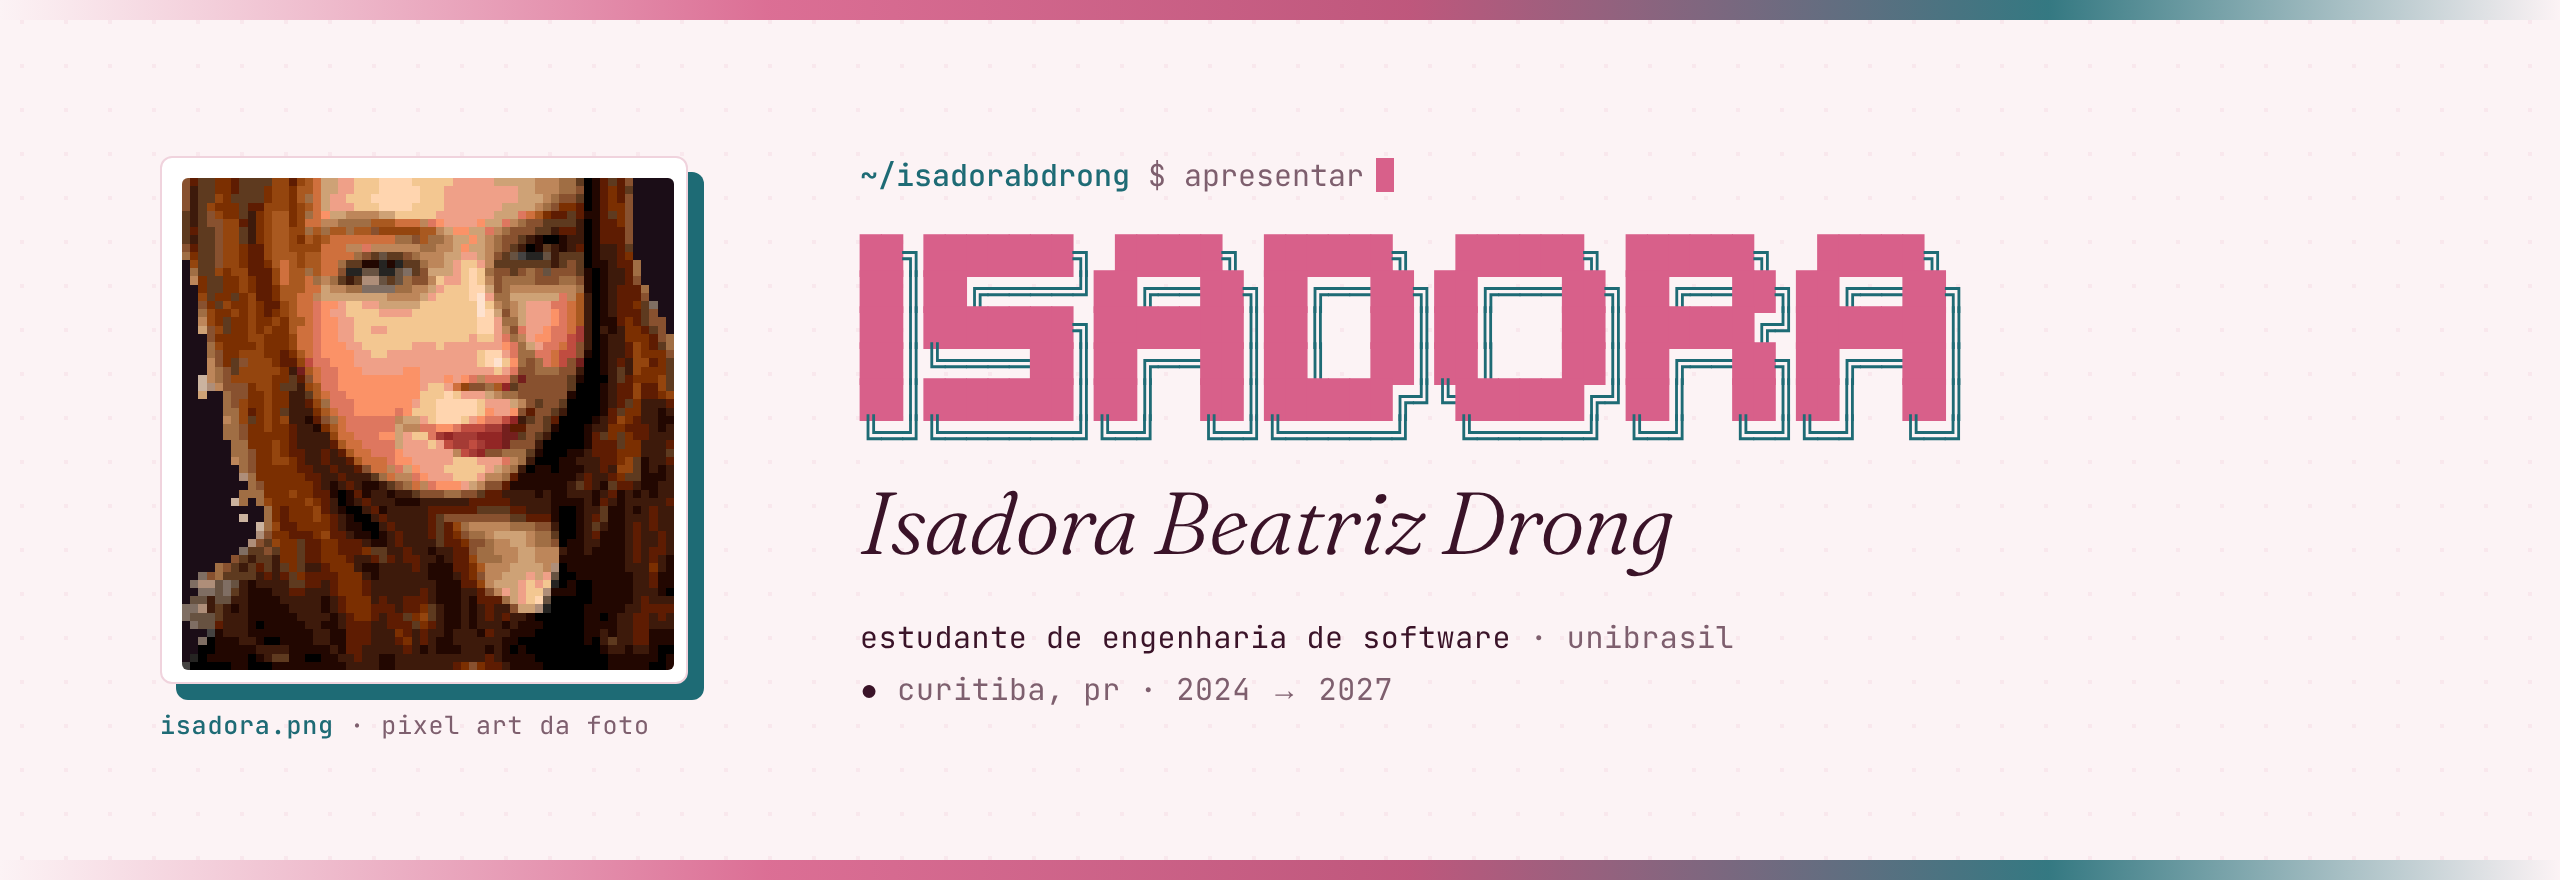 ~/isadorabdrong $ apresentar
ISADORA
Isadora Beatriz Drong
estudante de engenharia de software · unibrasil
● curitiba, pr · 2024 → 2027
isadora.png · pixel art da foto